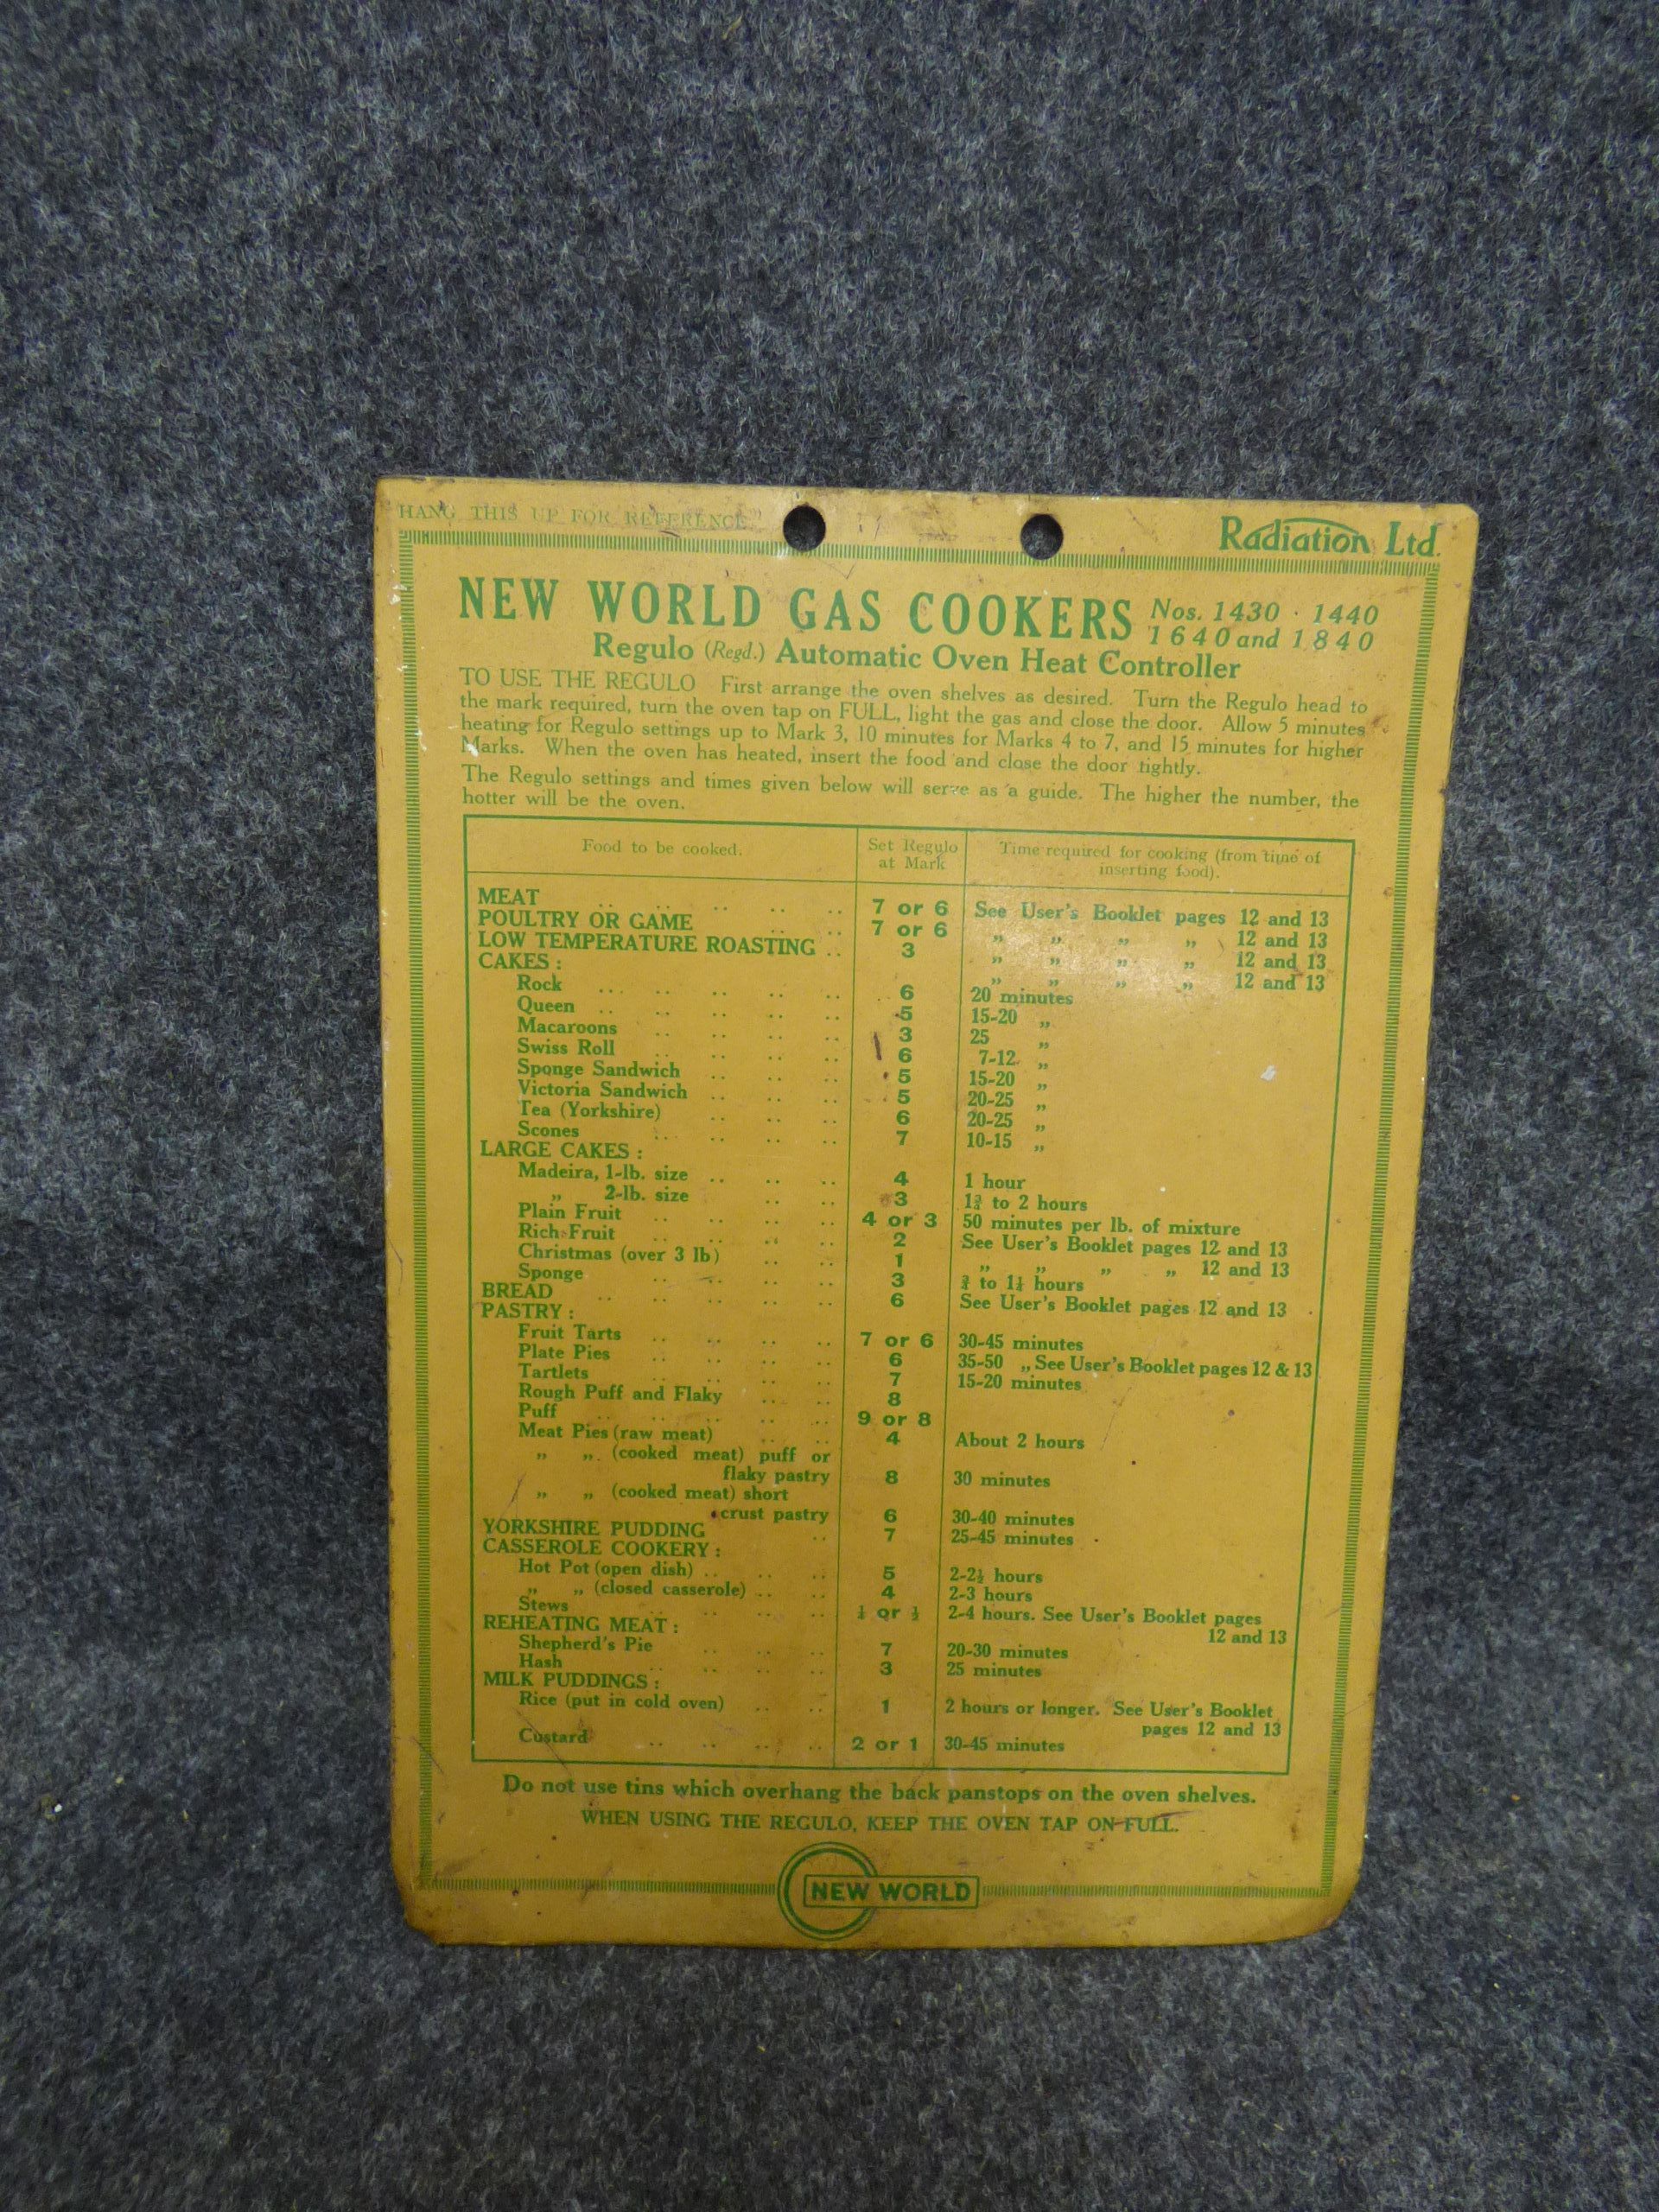 HANG THIS UP FOR REFERENCE
Radiation Ltd.
NEW WORLD GAS COOKERS Nos. 1430 · 1440
1640 and 1840
Regulo (Regd.) Automatic Oven Heat Controller
TO USE THE REGULO First arrange the oven shelves as desired. Turn the Regulo head to
the mark required, turn the oven tap on FULL, light the gas and close the door. Allow 5 minutes
heating for Regulo settings up to Mark 3, 10 minutes for Marks 4 to 7, and 15 minutes for higher
Marks. When the oven has heated, insert the food and close the door tightly.
The Regulo settings and times given below will serve as a guide. The higher the number, the
hotter will be the oven.
Food to be cooked. Set Regulo at Mark Time required for cooking (from time of inserting food).
MEAT .. .. .. .. .. 7 or 6 See User's Booklet pages 12 and 13
POULTRY OR GAME .. .. 7 or 6 „ „ „ „ 12 and 13
LOW TEMPERATURE ROASTING .. 3 „ „ „ „ 12 and 13
CAKES : „ „ „ „ 12 and 13
Rock .. .. .. .. .. 6 20 minutes
Queen .. .. .. .. .. 5 15-20 „
Macaroons .. .. .. .. 3 25 „
Swiss Roll .. .. .. .. 6 7-12 „
Sponge Sandwich .. .. .. 5 15-20 „
Victoria Sandwich .. .. .. 5 20-25 „
Tea (Yorkshire) .. .. .. 6 20-25 „
Scones .. .. .. .. 7 10-15 „
LARGE CAKES :
Madeira, 1-lb. size .. .. .. 4 1 hour
„ 2-lb. size .. .. 3 1¾ to 2 hours
Plain Fruit .. .. .. .. 4 or 3 50 minutes per lb. of mixture
Rich Fruit .. .. .. .. 2 See User's Booklet pages 12 and 13
Christmas (over 3 lb) .. .. 1 „ „ „ „ 12 and 13
Sponge .. .. .. .. 3 ¾ to 1¼ hours
BREAD .. .. .. .. .. 6 See User's Booklet pages 12 and 13
PASTRY :
Fruit Tarts .. .. .. .. 7 or 6 30-45 minutes
Plate Pies .. .. .. .. 6 35-50 „ See User's Booklet pages 12 & 13
Tartlets .. .. .. .. 7 15-20 minutes
Rough Puff and Flaky .. .. 8
Puff .. .. .. .. .. 9 or 8
Meat Pies (raw meat) .. .. 4 About 2 hours
„ „ (cooked meat) puff or
flaky pastry 8 30 minutes
„ „ (cooked meat) short
crust pastry 6 30-40 minutes
YORKSHIRE PUDDING .. 7 25-45 minutes
CASSEROLE COOKERY :
Hot Pot (open dish) .. .. .. 5 2-2½ hours
„ „ (closed casserole) .. .. 4 2-3 hours
Stews .. .. .. .. ¼ or ½ 2-4 hours. See User's Booklet pages
12 and 13
REHEATING MEAT :
Shepherd's Pie .. .. .. 7 20-30 minutes
Hash .. .. .. .. 3 25 minutes
MILK PUDDINGS :
Rice (put in cold oven) .. .. 1 2 hours or longer. See User's Booklet
pages 12 and 13
Custard .. .. .. .. 2 or 1 30-45 minutes
Do not use tins which overhang the back panstops on the oven shelves.
WHEN USING THE REGULO, KEEP THE OVEN TAP ON FULL.
NEW WORLD